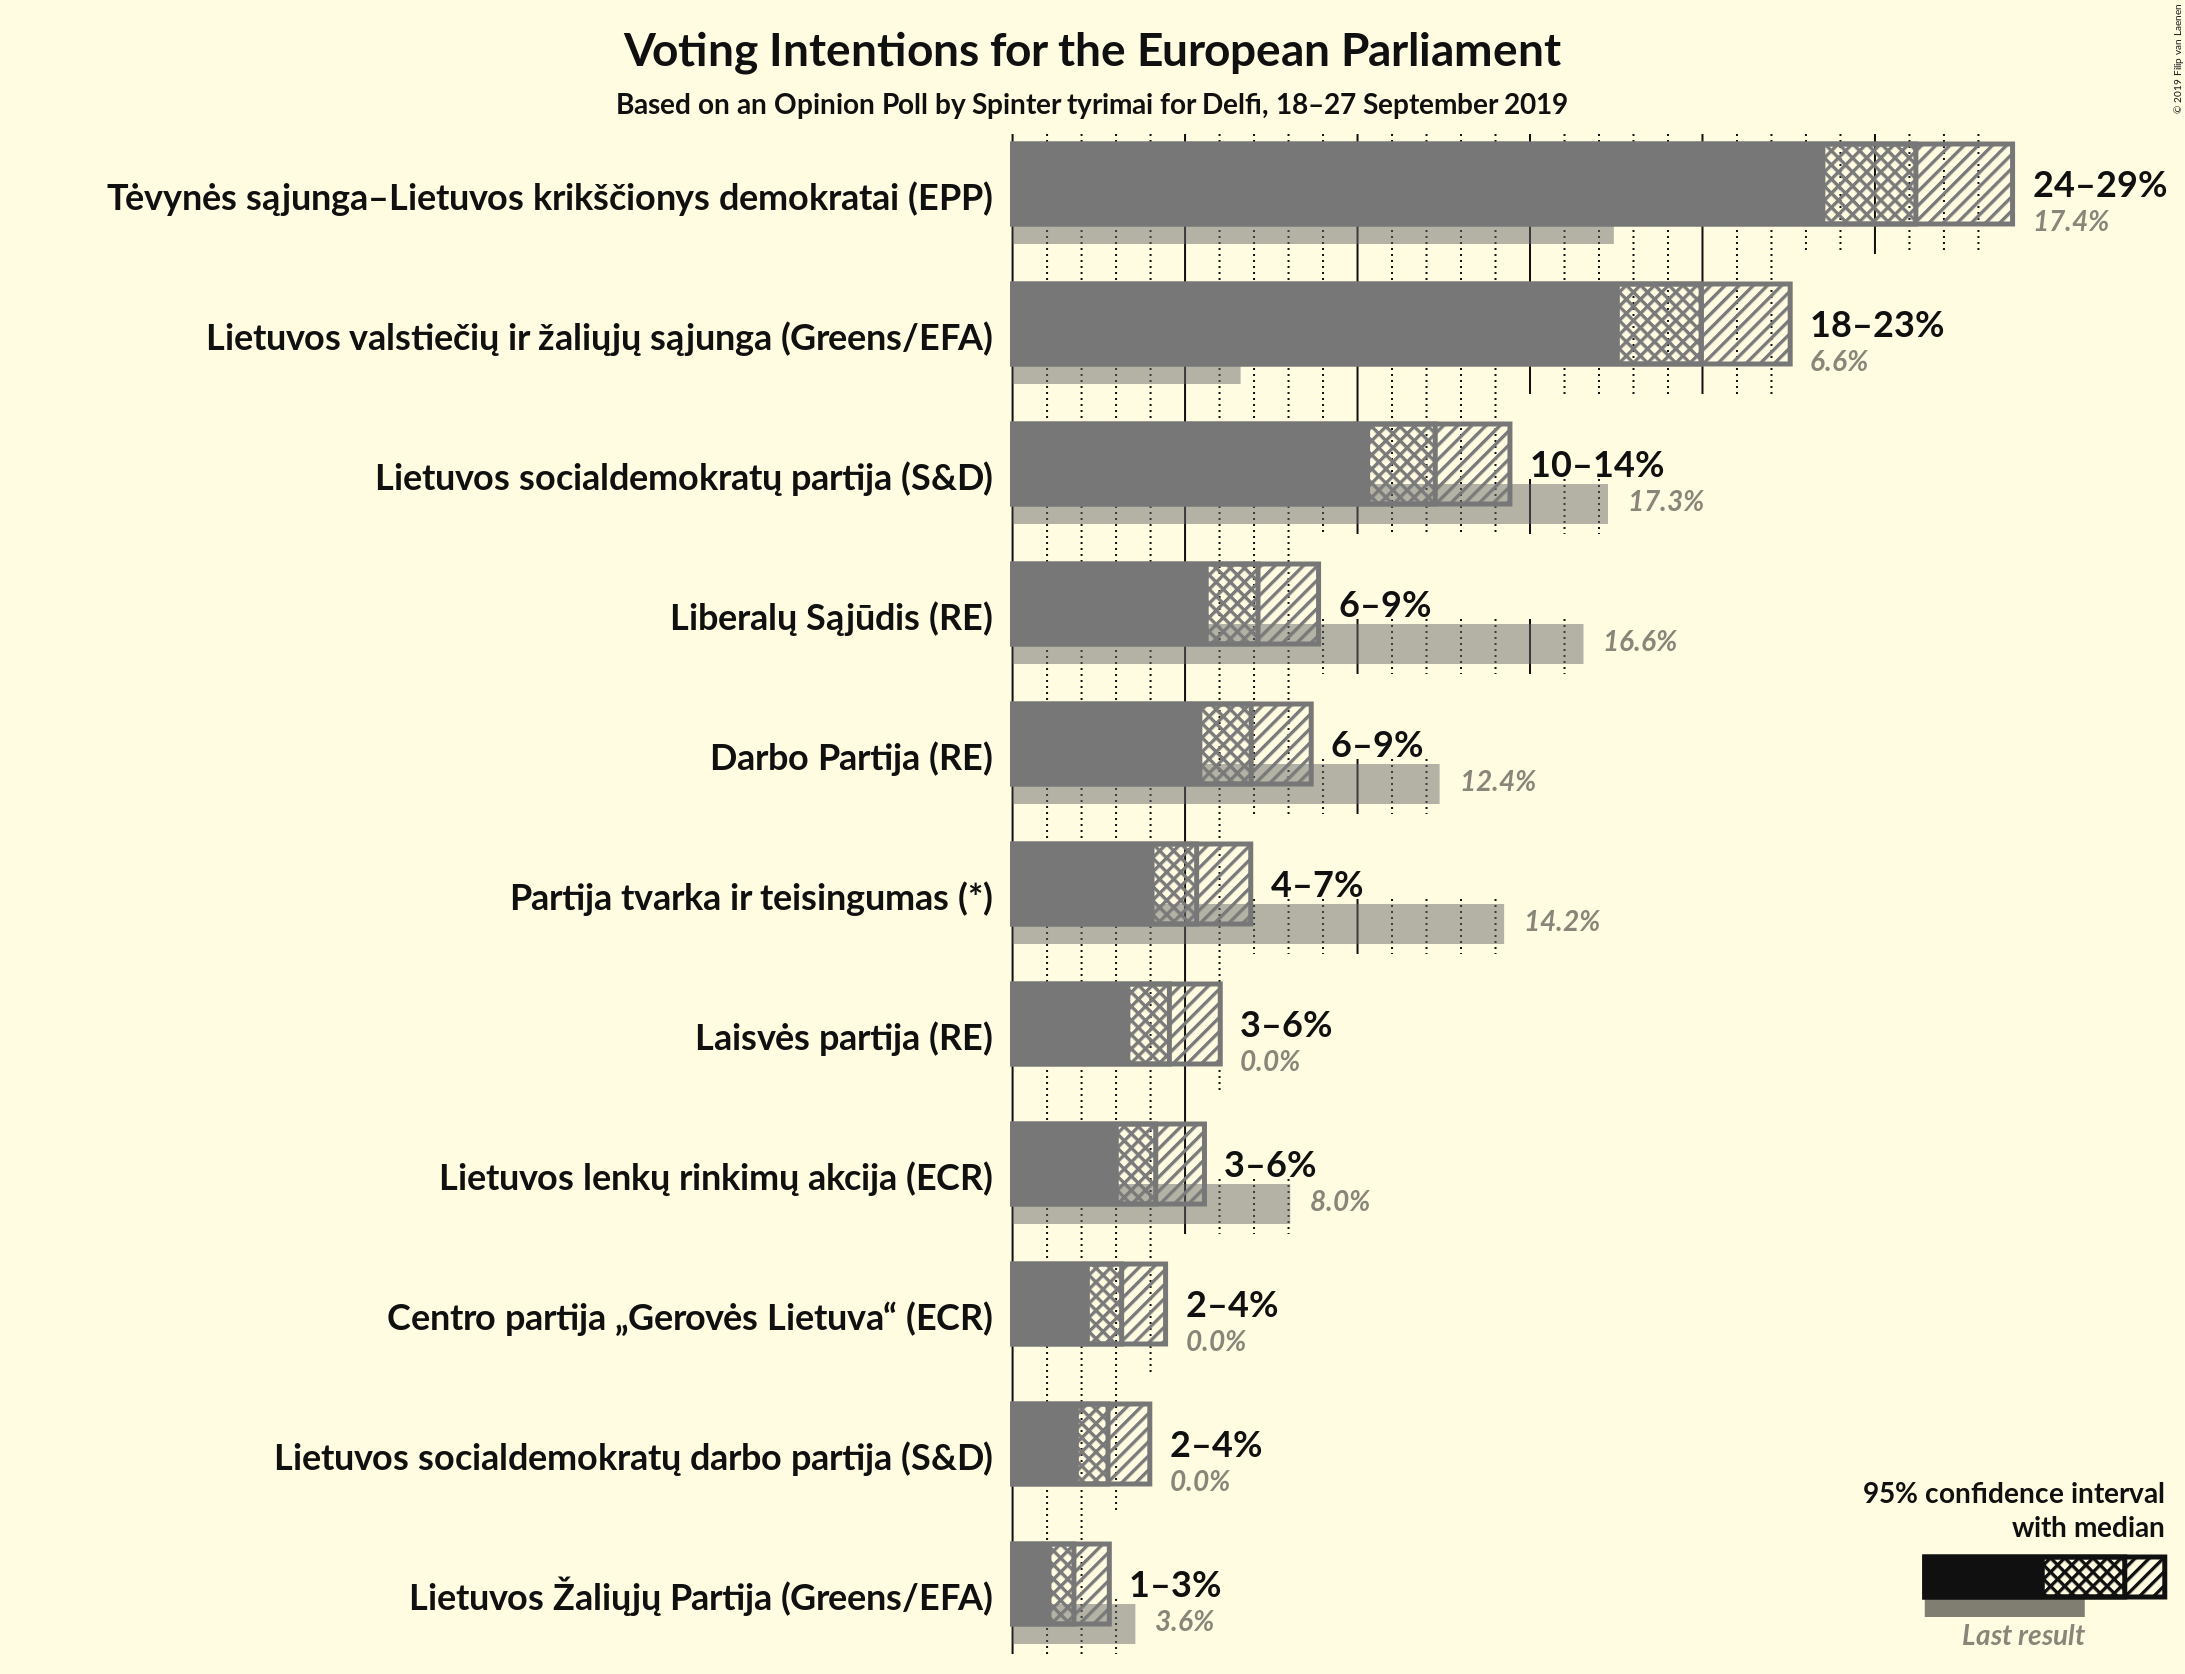 Voting Intentions for the European Parliament
Based on an Opinion Poll by Spinter tyrimai for Delfi, 18–27 September 2019
© 2019 Filip van Laenen
Tėvynės sąjunga–Lietuvos krikščionys demokratai (EPP)
24–29%
17.4%
Lietuvos valstiečių ir žaliųjų sąjunga (Greens/EFA)
18–23%
6.6%
Lietuvos socialdemokratų partija (S&D)
10–14%
17.3%
Liberalų Sąjūdis (RE)
6–9%
16.6%
Darbo Partija (RE)
6–9%
12.4%
Partija tvarka ir teisingumas (*)
4–7%
14.2%
Laisvės partija (RE)
3–6%
0.0%
Lietuvos lenkų rinkimų akcija (ECR)
3–6%
8.0%
Centro partija „Gerovės Lietuva“ (ECR)
2–4%
0.0%
Lietuvos socialdemokratų darbo partija (S&D)
2–4%
0.0%
Lietuvos Žaliųjų Partija (Greens/EFA)
1–3%
3.6%
95% confidence interval
with median
Last result